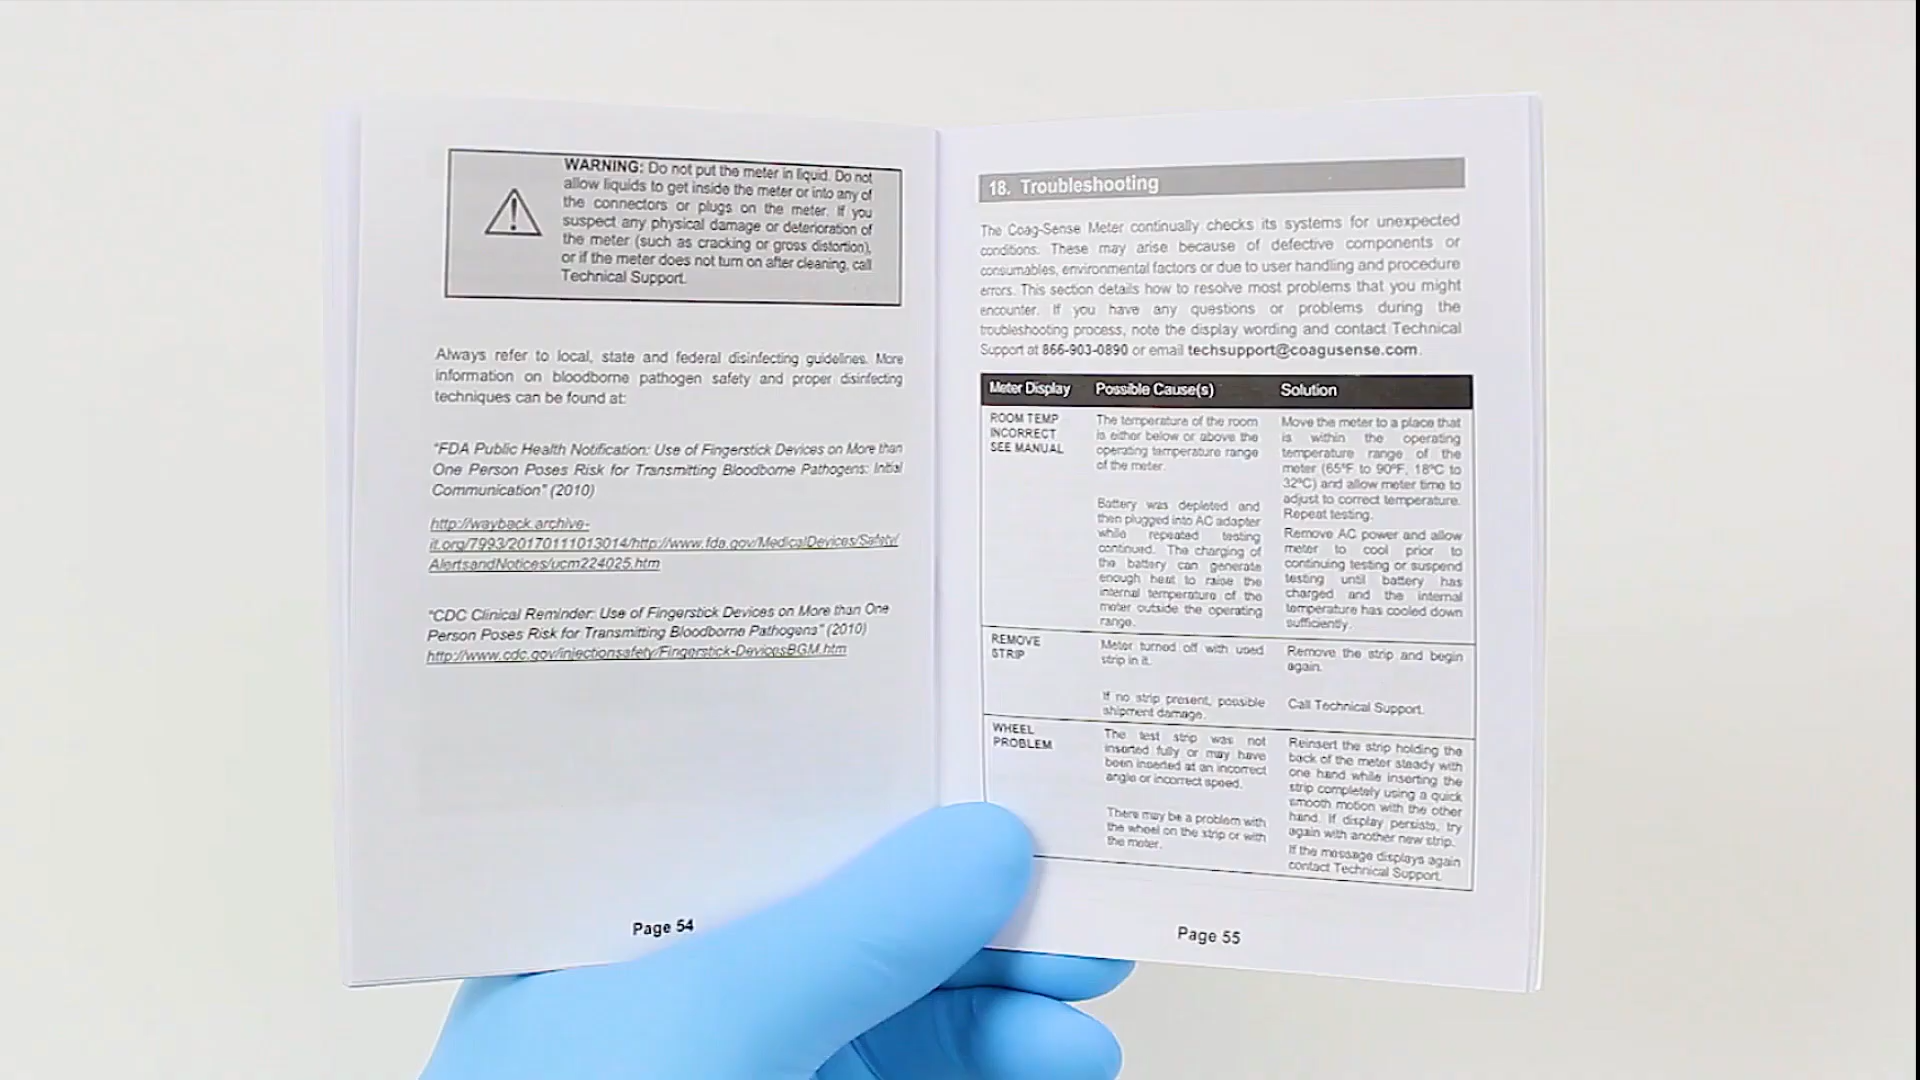 WARNING: Do not put the meter in liquid. Do not
allow liquids to get inside the meter or into any of
the connectors or plugs on the meter. If you
suspect any physical damage or deterioration of
the meter (such as cracking or gross distortion),
or if the meter does not turn on after cleaning, call
Technical Support.
Always refer to local, state and federal disinfecting guidelines. More
information on bloodborne pathogen safety and proper disinfecting
techniques can be found at:
"FDA Public Health Notification: Use of Fingerstick Devices on More than
One Person Poses Risk for Transmitting Bloodborne Pathogens: Initial
Communication" (2010)
http://wayback.archive-
it.org/7993/20170111013014/http://www.fda.gov/MedicalDevices/Safety/
AlertsandNotices/ucm224025.htm
"CDC Clinical Reminder: Use of Fingerstick Devices on More than One
Person Poses Risk for Transmitting Bloodborne Pathogens" (2010)
http://www.cdc.gov/injectionsafety/Fingerstick-DevicesBGM.htm
Page 54
18. Troubleshooting
The Coag-Sense Meter continually checks its systems for unexpected
conditions. These may arise because of defective components or
consumables, environmental factors or due to user handling and procedure
errors. This section details how to resolve most problems that you might
encounter. If you have any questions or problems during the
troubleshooting process, note the display wording and contact Technical
Support at 866-903-0890 or email techsupport@coagusense.com.
Meter Display Possible Cause(s) Solution
ROOM TEMP
INCORRECT
SEE MANUAL
The temperature of the room
is either below or above the
operating temperature range
of the meter.
Battery was depleted and
then plugged into AC adapter
while repeated testing
continued. The charging of
the battery can generate
enough heat to raise the
internal temperature of the
meter outside the operating
range.
Move the meter to a place that
is within the operating
temperature range of the
meter (65ºF to 90ºF, 18ºC to
32ºC) and allow meter time to
adjust to correct temperature.
Repeat testing.
Remove AC power and allow
meter to cool prior to
continuing testing or suspend
testing until battery has
charged and the internal
temperature has cooled down
sufficiently.
REMOVE
STRIP
Meter turned off with used
strip in it.
If no strip present, possible
shipment damage.
Remove the strip and begin
again.
Call Technical Support.
WHEEL
PROBLEM
The test strip was not
inserted fully or may have
been inserted at an incorrect
angle or incorrect speed.
There may be a problem with
the wheel on the strip or with
the meter.
Reinsert the strip holding the
back of the meter steady with
one hand while inserting the
strip completely using a quick
smooth motion with the other
hand. If display persists, try
again with another new strip.
If the message displays again
contact Technical Support.
Page 55